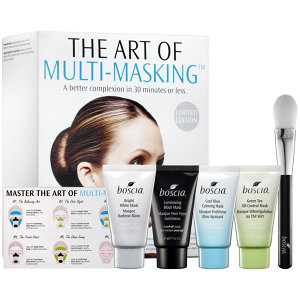 THE ART OF
MULTI-MASKING™
A better complexion in 30 minutes or less.
LIMITED
EDITION
MASTER THE ART OF MULTI-M
boscia
Bright
White Mask
Masque
boscia
Luminizing
Black Mask
Masque Noir
boscia
Cool Blue
Calming Mask
Masque
Bleu Apaisant
boscia
Green Tea
Oil-Control Mask
Masque Séborégulateur
au Thé Vert